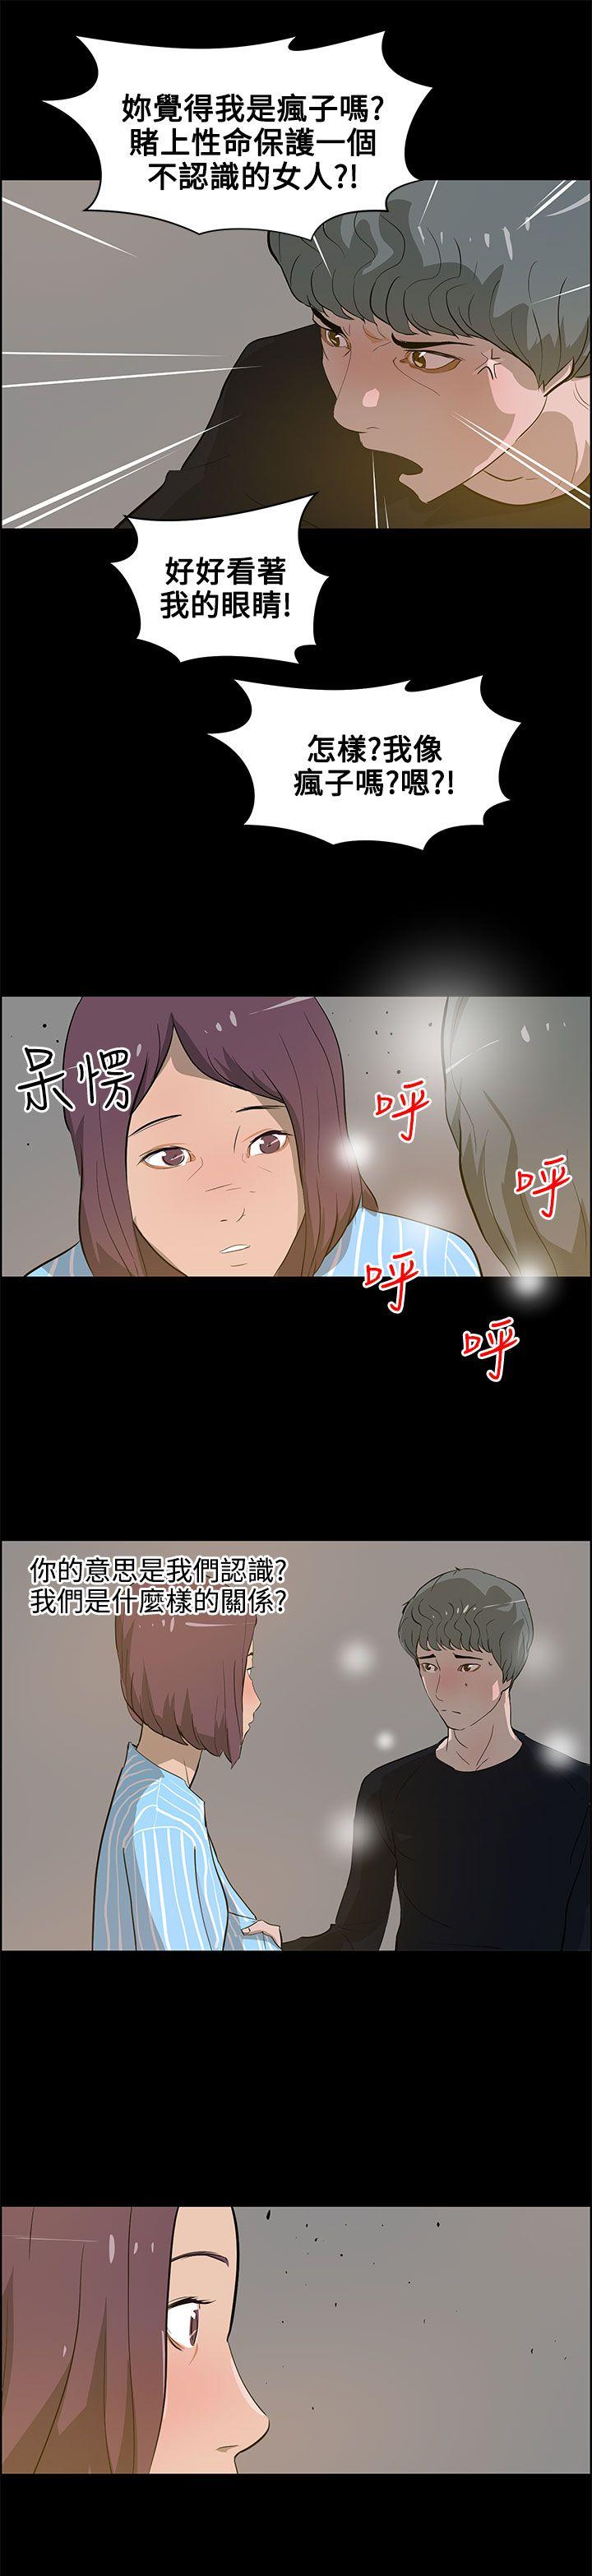 妳覺得我是瘋子嗎?
賭上性命保護一個
不認識的女人?!
好好看著
我的眼睛!
怎樣?我像
瘋子嗎?嗯?!
呆愣
呼
呼
呼
呼
你的意思是我們認識?
我們是什麼樣的關係?